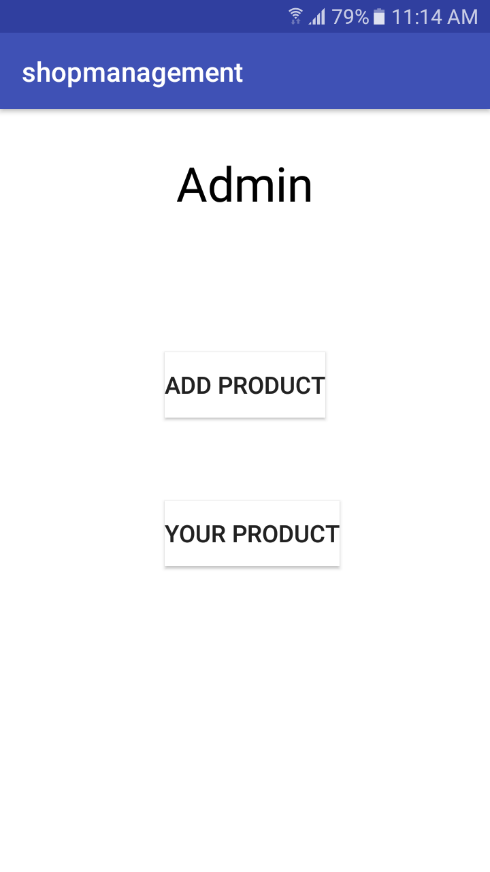 79% 11:14 AM
shopmanagement
Admin
ADD PRODUCT
YOUR PRODUCT